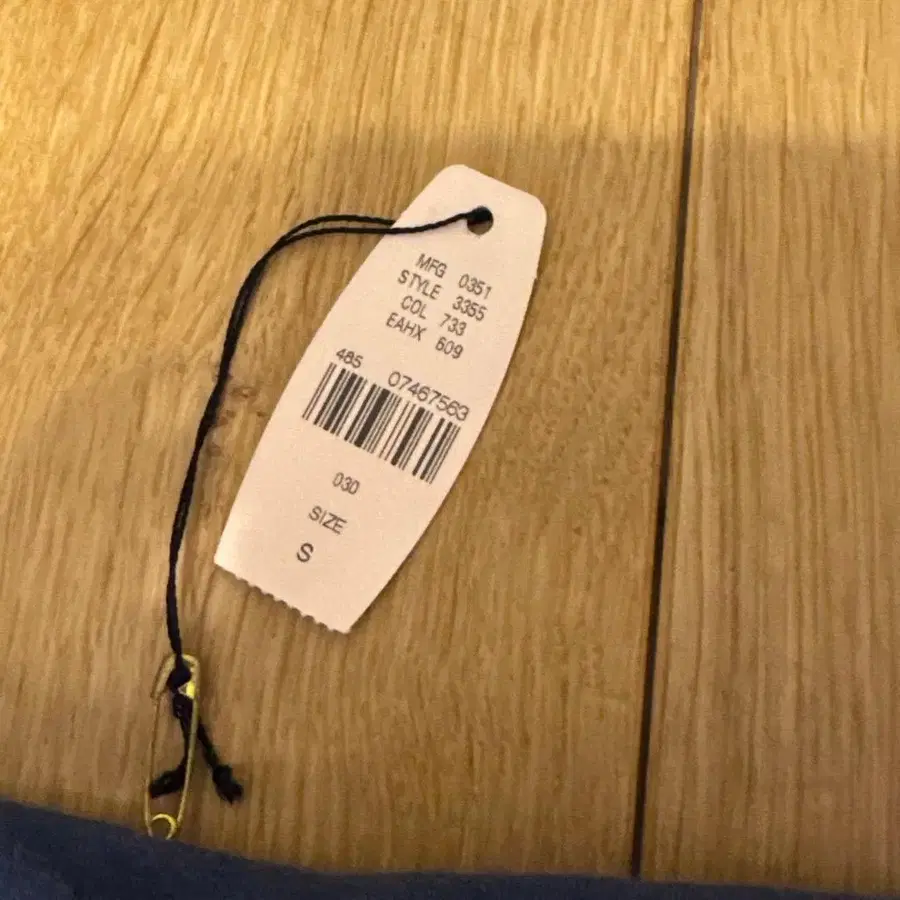 MFG 0351
STYLE 3355
COL 733
EAHX 609
485 07467563
030
SIZE
S